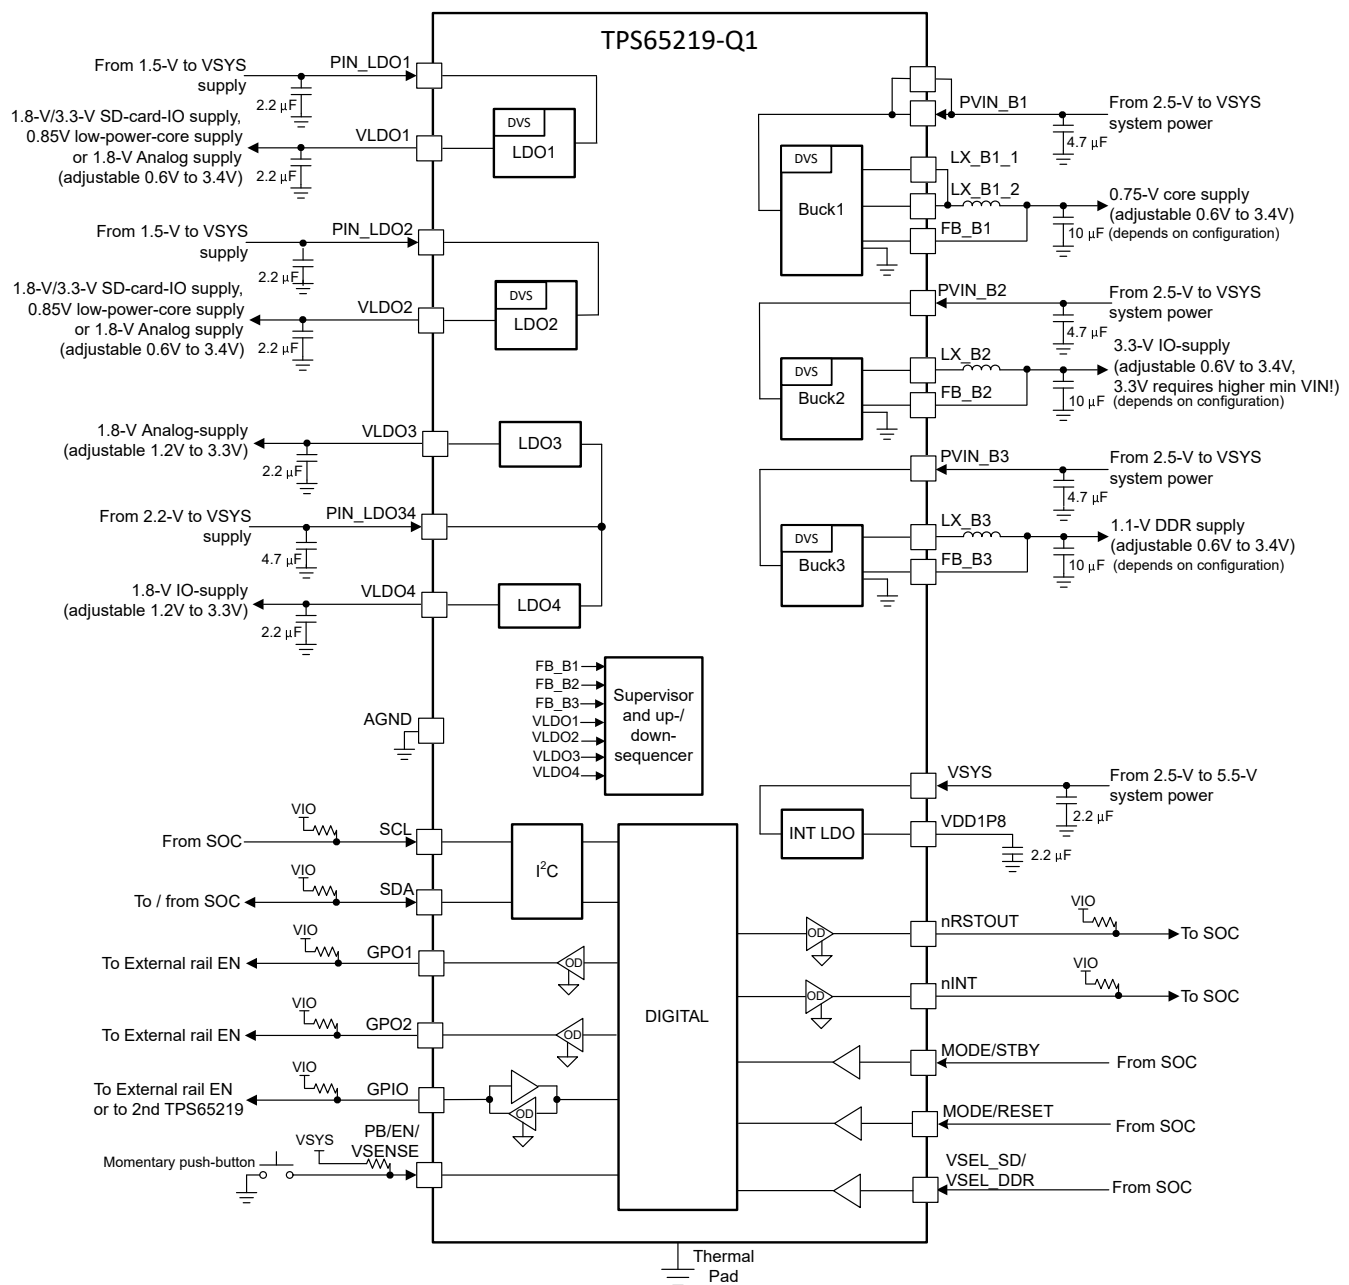 TPS65219-Q1
From 1.5-V to VSYS
supply
PIN_LDO1
2.2 μF
1.8-V/3.3-V SD-card-IO supply,
0.85V low-power-core supply
or 1.8-V Analog supply
(adjustable 0.6V to 3.4V)
VLDO1
2.2 μF
DVS
LDO1
From 1.5-V to VSYS
supply
PIN_LDO2
2.2 μF
1.8-V/3.3-V SD-card-IO supply,
0.85V low-power-core supply
or 1.8-V Analog supply
(adjustable 0.6V to 3.4V)
VLDO2
2.2 μF
DVS
LDO2
1.8-V Analog-supply
(adjustable 1.2V to 3.3V)
VLDO3
2.2 μF
LDO3
From 2.2-V to VSYS
supply
PIN_LDO34
4.7 μF
1.8-V IO-supply
(adjustable 1.2V to 3.3V)
VLDO4
2.2 μF
LDO4
PVIN_B1
From 2.5-V to VSYS
system power
4.7 μF
DVS
Buck1
LX_B1_1
LX_B1_2
FB_B1
0.75-V core supply
(adjustable 0.6V to 3.4V)
10 μF (depends on configuration)
PVIN_B2
From 2.5-V to VSYS
system power
4.7 μF
DVS
Buck2
LX_B2
FB_B2
3.3-V IO-supply
(adjustable 0.6V to 3.4V,
3.3V requires higher min VIN!)
10 μF (depends on configuration)
PVIN_B3
From 2.5-V to VSYS
system power
4.7 μF
DVS
Buck3
LX_B3
FB_B3
1.1-V DDR supply
(adjustable 0.6V to 3.4V)
10 μF (depends on configuration)
FB_B1
FB_B2
FB_B3
VLDO1
VLDO2
VLDO3
VLDO4
Supervisor
and up-/
down-
sequencer
AGND
VSYS
From 2.5-V to 5.5-V
system power
2.2 μF
INT LDO
VDD1P8
2.2 μF
VIO
From SOC
SCL
I²C
VIO
To / from SOC
SDA
VIO
To External rail EN
GPO1
OD
VIO
To External rail EN
GPO2
OD
VIO
To External rail EN
or to 2nd TPS65219
GPIO
OD
Momentary push-button
VSYS
PB/EN/
VSENSE
DIGITAL
OD
nRSTOUT
VIO
To SOC
OD
nINT
VIO
To SOC
MODE/STBY
From SOC
MODE/RESET
From SOC
VSEL_SD/
VSEL_DDR
From SOC
Thermal
Pad